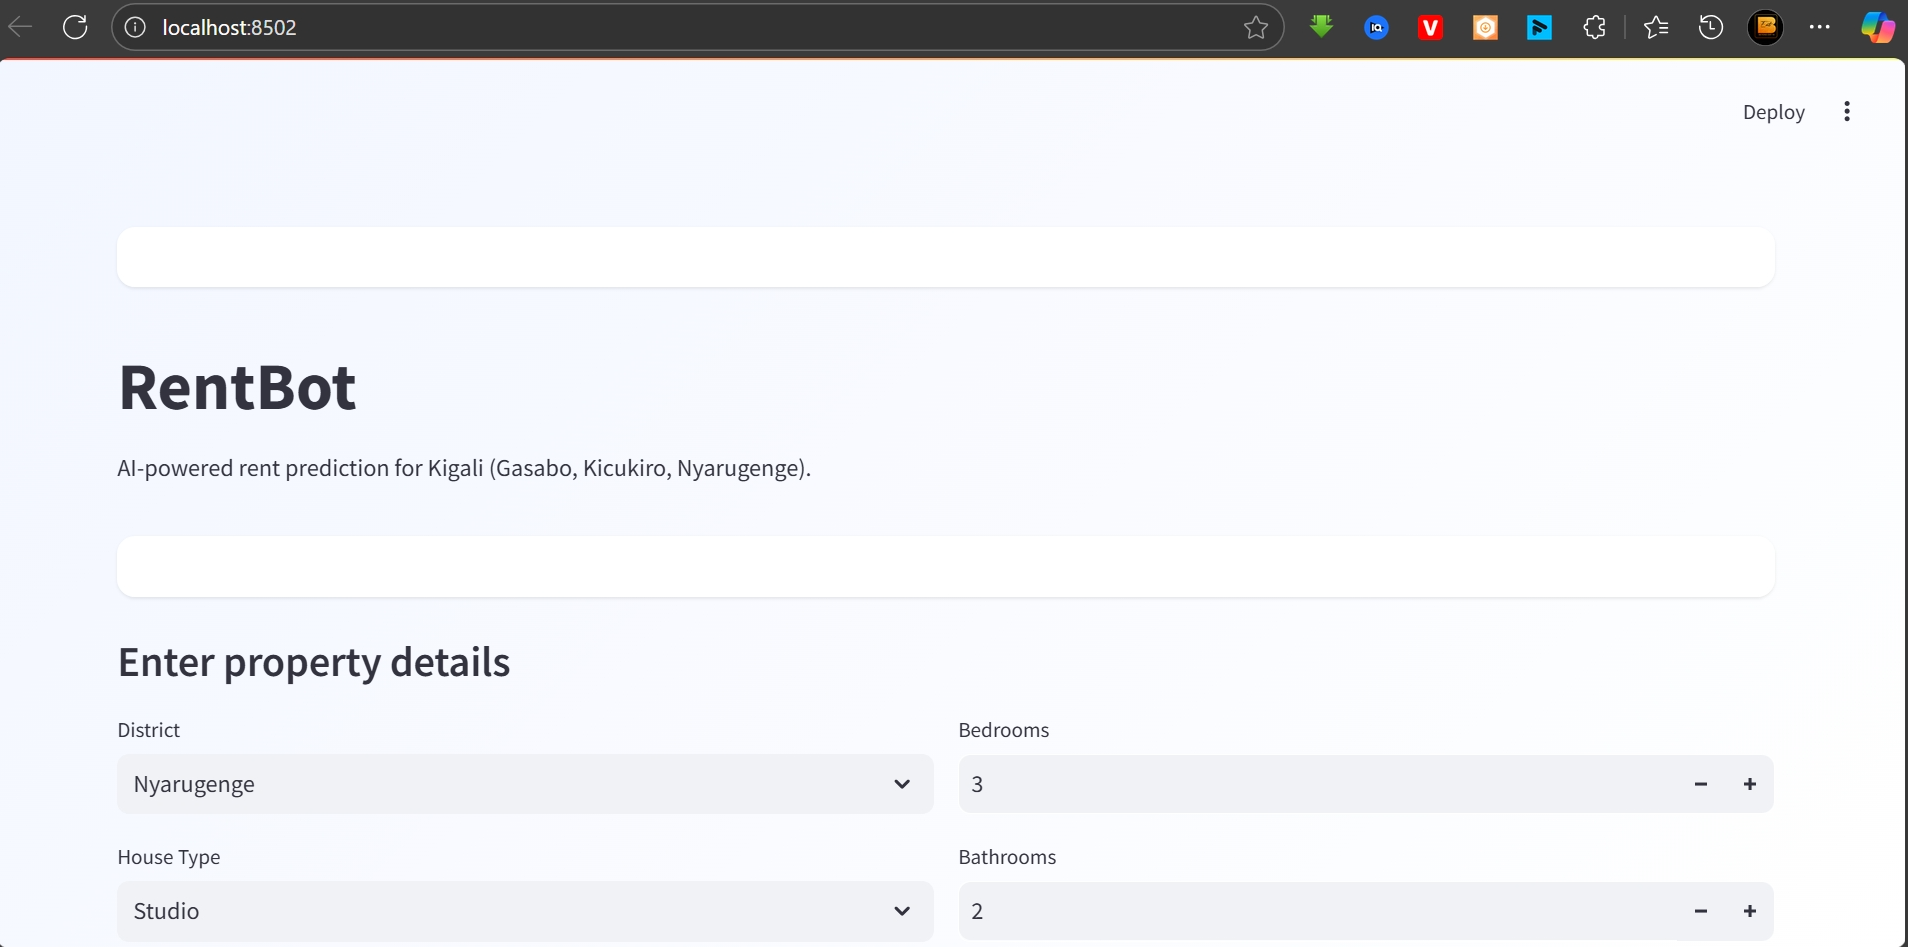 localhost:8502
IQ
V
B
Deploy
RentBot
AI-powered rent prediction for Kigali (Gasabo, Kicukiro, Nyarugenge).
Enter property details
District
Bedrooms
Nyarugenge
3
House Type
Bathrooms
Studio
2